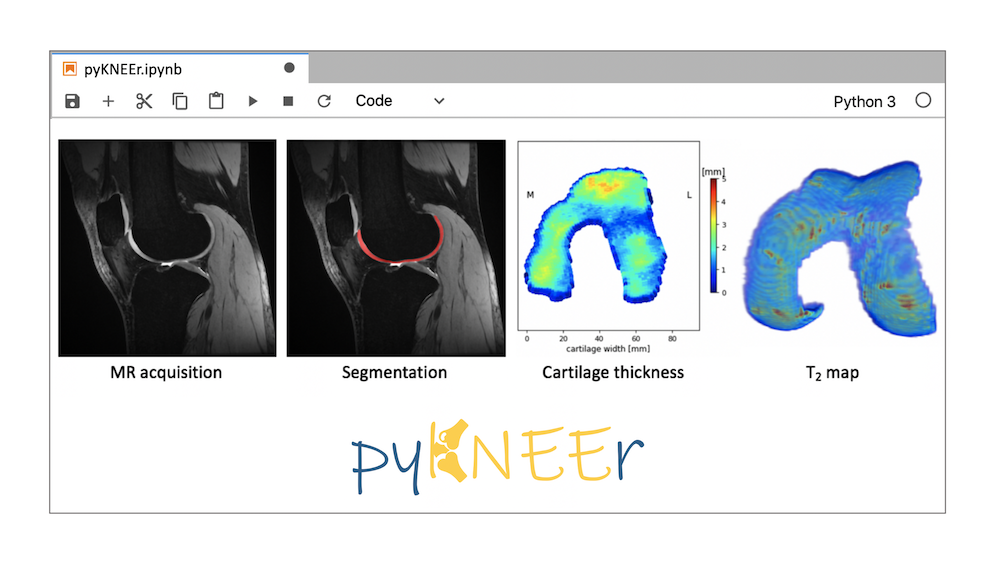 pyKNEEr.ipynb
Code
Python 3
M
L
[mm]
5
4
3
2
1
0
0 20 40 60 80
cartilage width [mm]
MR acquisition
Segmentation
Cartilage thickness
T₂ map
pyKNEEr